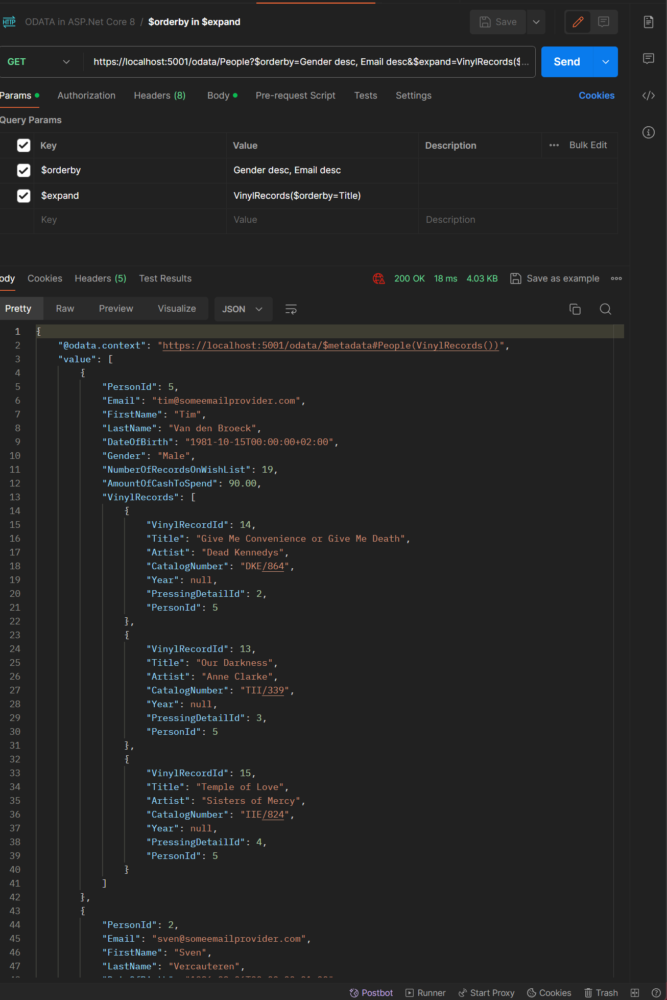 HTTP ODATA in ASP.Net Core 8 / $orderby in $expand Save
GET https://localhost:5001/odata/People?$orderby=Gender desc, Email desc&$expand=VinylRecords($... Send
Params Authorization Headers (8) Body Pre-request Script Tests Settings Cookies
Query Params
Key Value Description Bulk Edit
$orderby Gender desc, Email desc
$expand VinylRecords($orderby=Title)
Key Value Description
ody Cookies Headers (5) Test Results 200 OK 18 ms 4.03 KB Save as example
Pretty Raw Preview Visualize JSON
1 {
2 "@odata.context": "https://localhost:5001/odata/$metadata#People(VinylRecords())",
3 "value": [
4 {
5 "PersonId": 5,
6 "Email": "tim@someemailprovider.com",
7 "FirstName": "Tim",
8 "LastName": "Van den Broeck",
9 "DateOfBirth": "1981-10-15T00:00:00+02:00",
10 "Gender": "Male",
11 "NumberOfRecordsOnWishList": 19,
12 "AmountOfCashToSpend": 90.00,
13 "VinylRecords": [
14 {
15 "VinylRecordId": 14,
16 "Title": "Give Me Convenience or Give Me Death",
17 "Artist": "Dead Kennedys",
18 "CatalogNumber": "DKE/864",
19 "Year": null,
20 "PressingDetailId": 2,
21 "PersonId": 5
22 },
23 {
24 "VinylRecordId": 13,
25 "Title": "Our Darkness",
26 "Artist": "Anne Clarke",
27 "CatalogNumber": "TII/339",
28 "Year": null,
29 "PressingDetailId": 3,
30 "PersonId": 5
31 },
32 {
33 "VinylRecordId": 15,
34 "Title": "Temple of Love",
35 "Artist": "Sisters of Mercy",
36 "CatalogNumber": "IIE/824",
37 "Year": null,
38 "PressingDetailId": 4,
39 "PersonId": 5
40 }
41 ]
42 },
43 {
44 "PersonId": 2,
45 "Email": "sven@someemailprovider.com",
46 "FirstName": "Sven",
47 "LastName": "Vercauteren",
Postbot Runner Start Proxy Cookies Trash